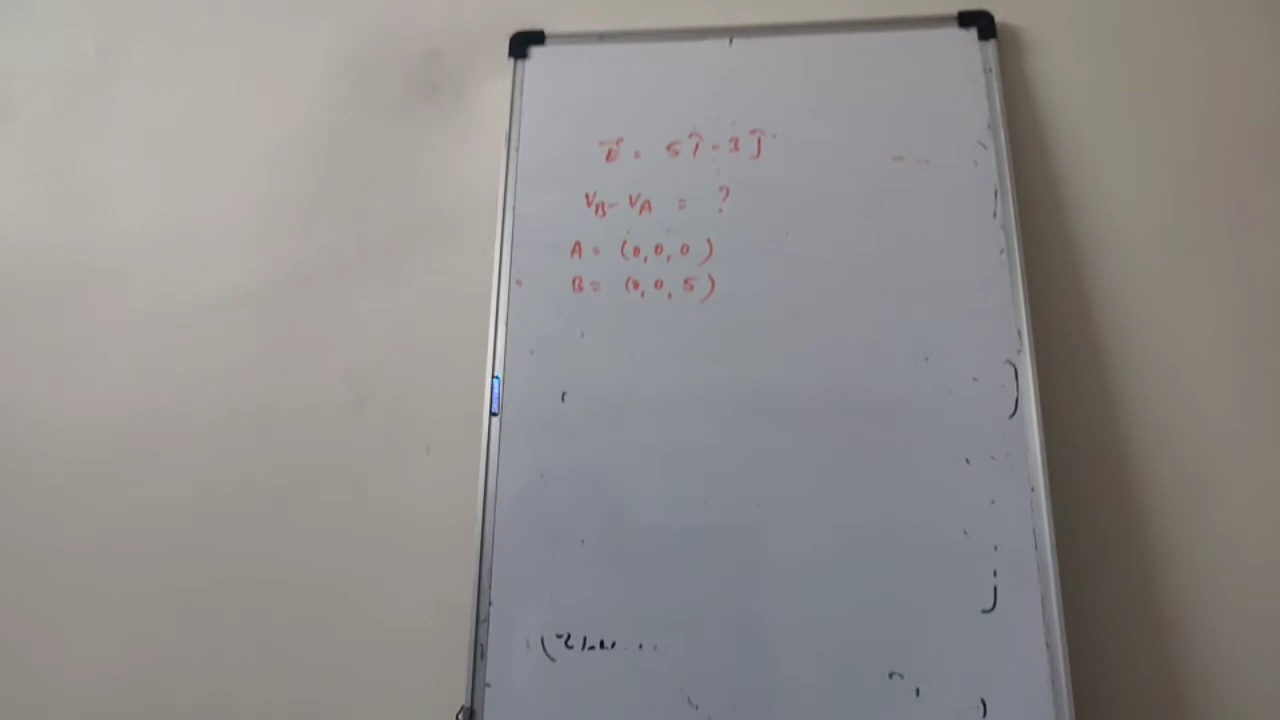 E⃗ = 5î - 3ĵ
V_B - V_A = ?
A = (0, 0, 0)
B = (0, 0, 5)